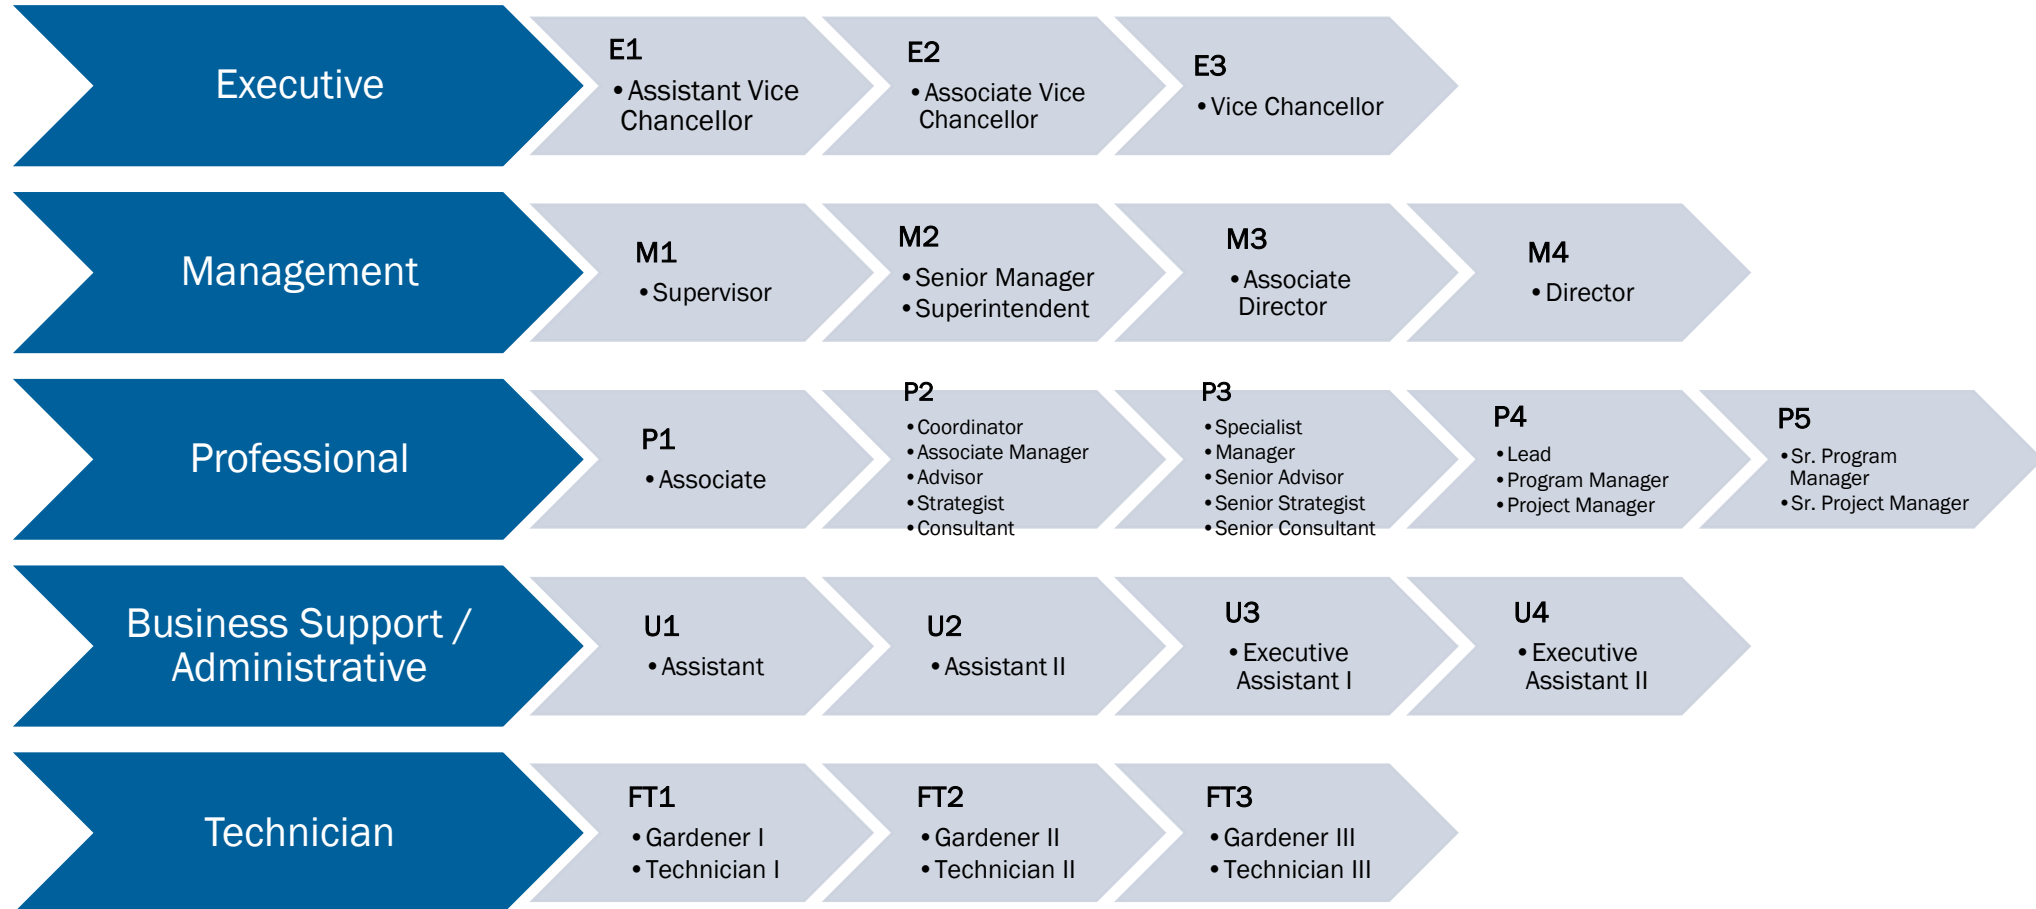 Executive
E1
•Assistant Vice
Chancellor
E2
•Associate Vice
Chancellor
E3
•Vice Chancellor
Management
M1
•Supervisor
M2
•Senior Manager
•Superintendent
M3
•Associate
Director
M4
•Director
Professional
P1
•Associate
P2
•Coordinator
•Associate Manager
•Advisor
•Strategist
•Consultant
P3
•Specialist
•Manager
•Senior Advisor
•Senior Strategist
•Senior Consultant
P4
•Lead
•Program Manager
•Project Manager
P5
•Sr. Program
Manager
•Sr. Project Manager
Business Support /
Administrative
U1
•Assistant
U2
•Assistant II
U3
•Executive
Assistant I
U4
•Executive
Assistant II
Technician
FT1
•Gardener I
•Technician I
FT2
•Gardener II
•Technician II
FT3
•Gardener III
•Technician III